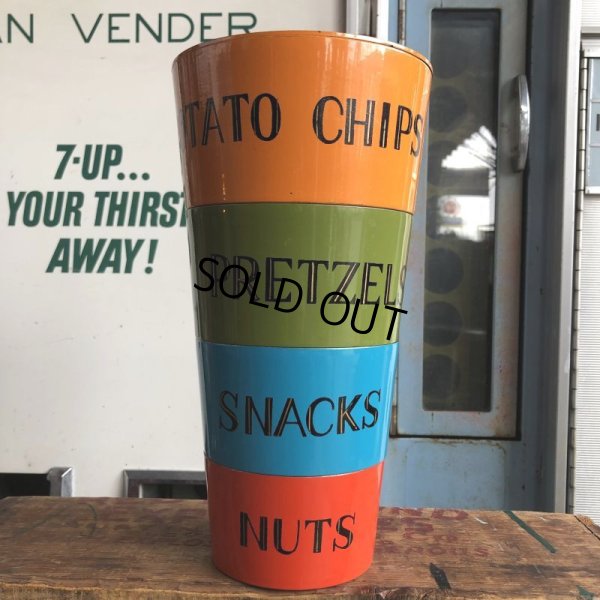 AN VENDER
7-UP...
YOUR THIRST
AWAY!
TATO CHIPS
PRETZELS
SOLD OUT
SNACKS
NUTS